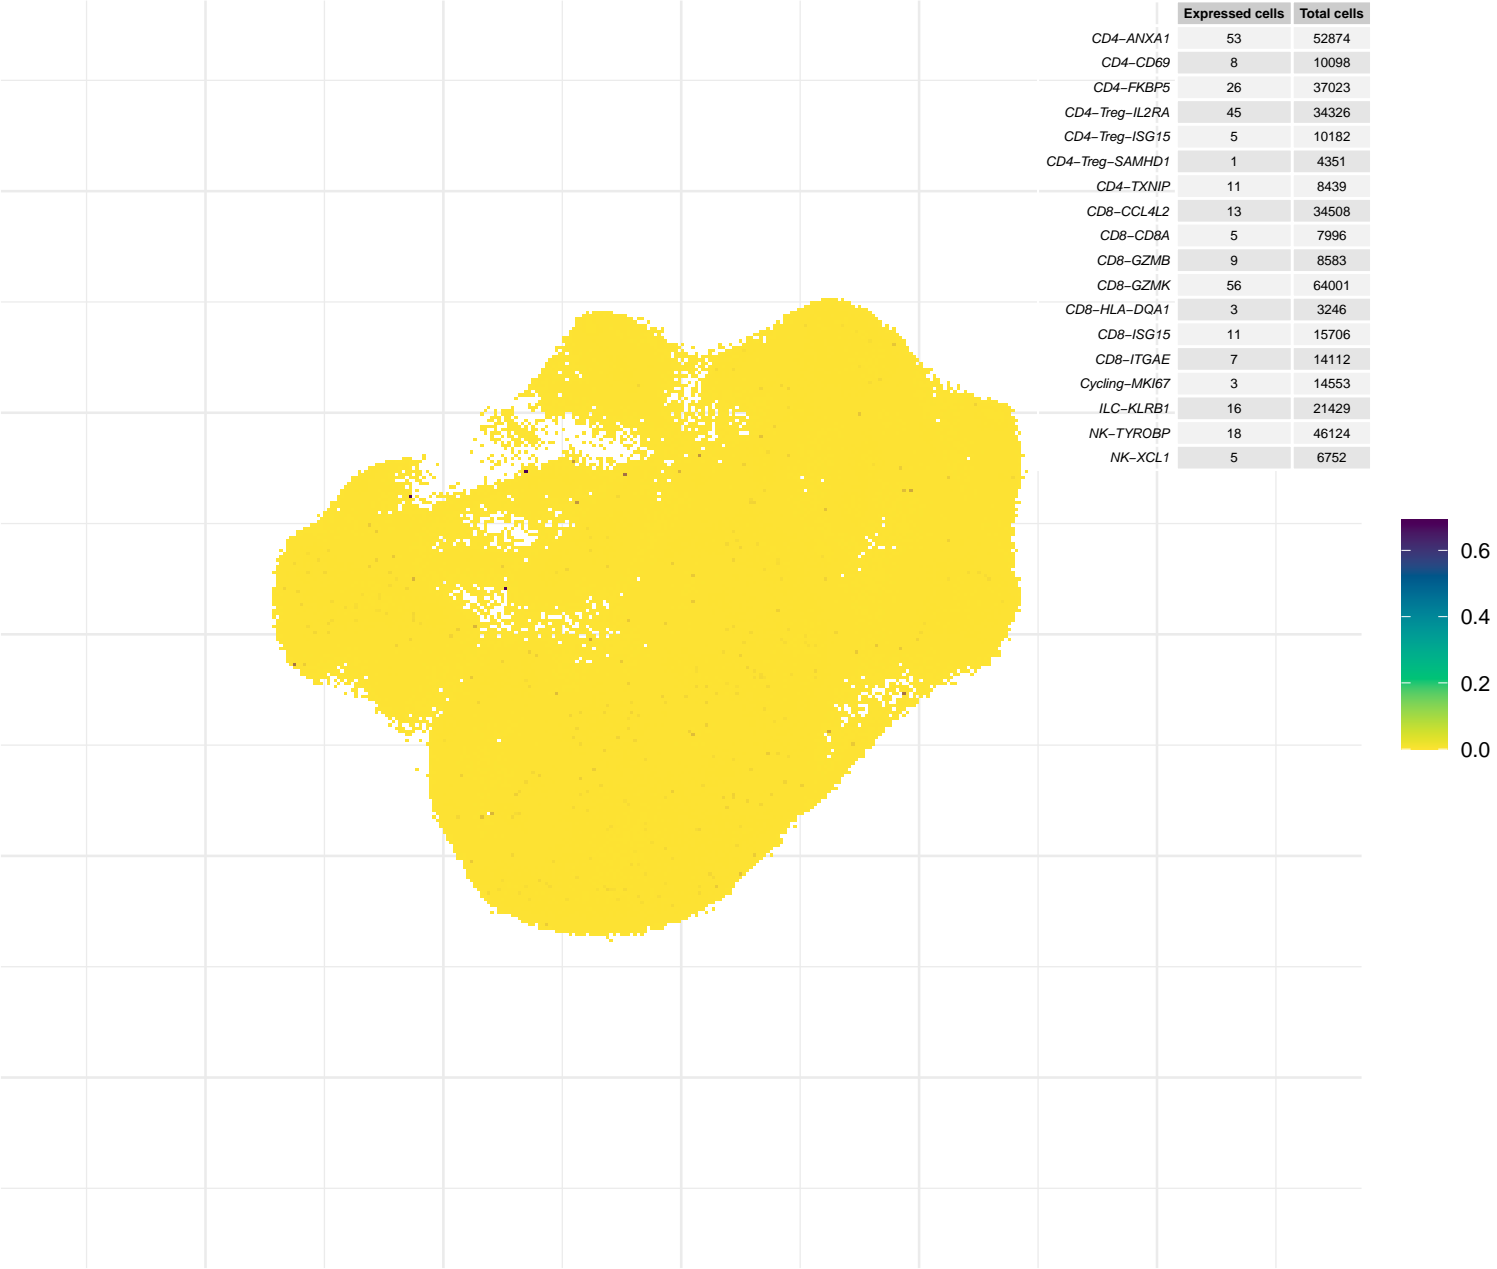 Expressed cells Total cells
CD4−ANXA1 53 52874
CD4−CD69 8 10098
CD4−FKBP5 26 37023
CD4−Treg−IL2RA 45 34326
CD4−Treg−ISG15 5 10182
CD4−Treg−SAMHD1 1 4351
CD4−TXNIP 11 8439
CD8−CCL4L2 13 34508
CD8−CD8A 5 7996
CD8−GZMB 9 8583
CD8−GZMK 56 64001
CD8−HLA−DQA1 3 3246
CD8−ISG15 11 15706
CD8−ITGAE 7 14112
Cycling−MKI67 3 14553
ILC−KLRB1 16 21429
NK−TYROBP 18 46124
NK−XCL1 5 6752
0.6
0.4
0.2
0.0